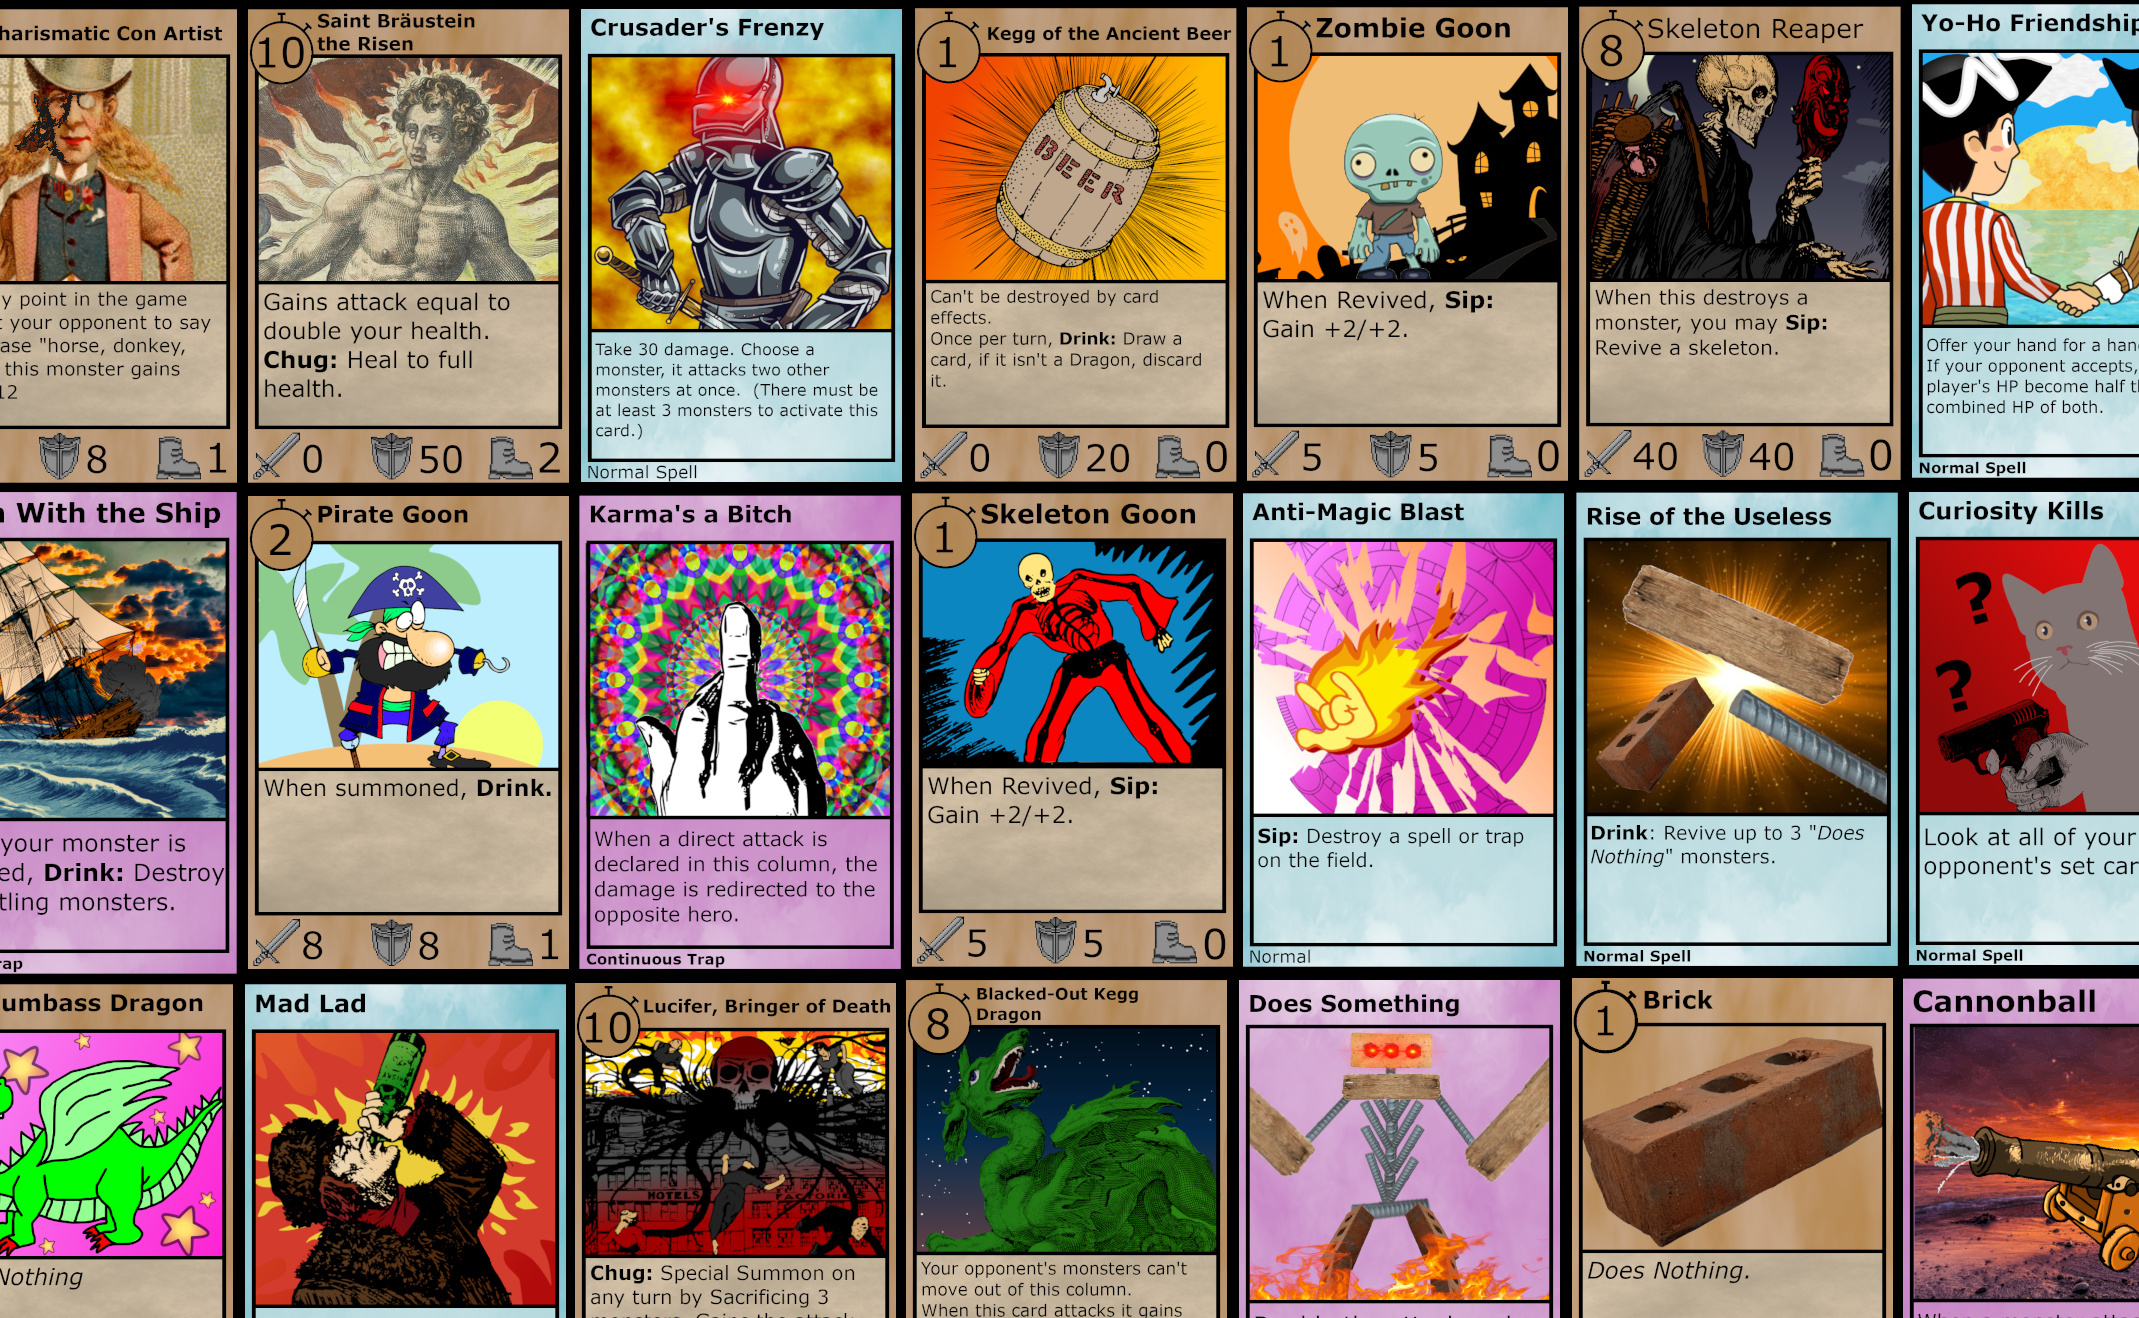 harismatic Con Artist
y point in the game
your opponent to say
ase "horse, donkey,
this monster gains
12
8
1
10
Saint Bräustein
the Risen
Gains attack equal to
double your health.
Chug: Heal to full
health.
0
50
2
Crusader's Frenzy
Take 30 damage. Choose a
monster, it attacks two other
monsters at once. (There must be
at least 3 monsters to activate this
card.)
Normal Spell
1
Kegg of the Ancient Beer
BEER
Can't be destroyed by card
effects.
Once per turn, Drink: Draw a
card, if it isn't a Dragon, discard
it.
0
20
0
1
Zombie Goon
When Revived, Sip:
Gain +2/+2.
5
5
0
8
Skeleton Reaper
When this destroys a
monster, you may Sip:
Revive a skeleton.
40
40
0
Yo-Ho Friendship
Offer your hand for a han
If your opponent accepts,
player's HP become half th
combined HP of both.
Normal Spell
With the Ship
your monster is
ed, Drink: Destroy
tling monsters.
rap
2
Pirate Goon
When summoned, Drink.
8
8
1
Karma's a Bitch
When a direct attack is
declared in this column, the
damage is redirected to the
opposite hero.
Continuous Trap
1
Skeleton Goon
When Revived, Sip:
Gain +2/+2.
5
5
0
Anti-Magic Blast
Sip: Destroy a spell or trap
on the field.
Normal
Rise of the Useless
Drink: Revive up to 3 "Does
Nothing" monsters.
Normal Spell
Curiosity Kills
? ?
Look at all of your
opponent's set car
Normal Spell
umbass Dragon
Nothing
Mad Lad
10
Lucifer, Bringer of Death
HOTELS
FACTORIE
Chug: Special Summon on
any turn by Sacrificing 3
8
Blacked-Out Kegg
Dragon
Your opponent's monsters can't
move out of this column.
When this card attacks it gains
Does Something
1
Brick
Does Nothing.
Cannonball